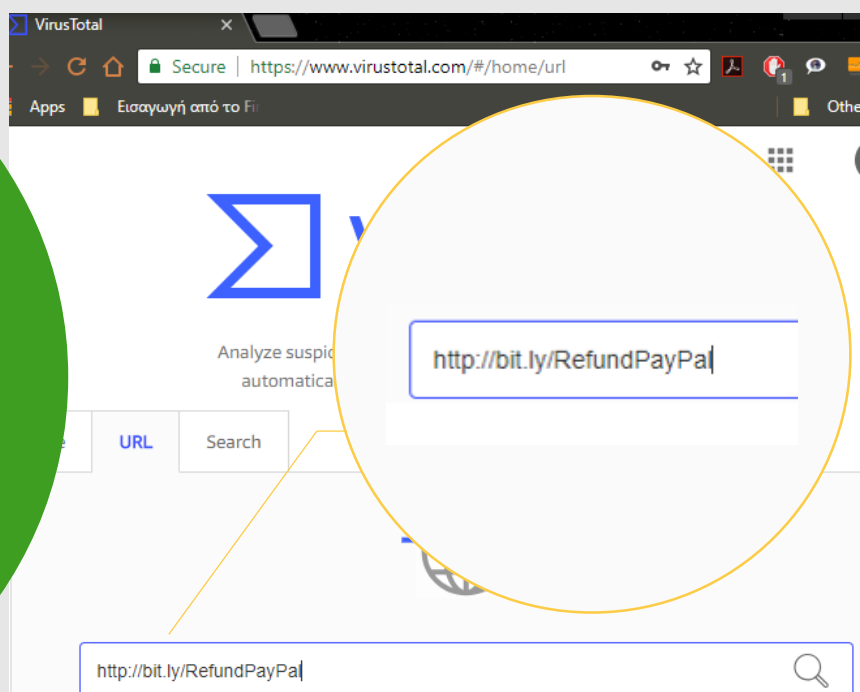 VirusTotal
Secure | https://www.virustotal.com/#/home/url
1
Apps
Εισαγωγή από το Fi
Othe
Analyze suspic
automatica
http://bit.ly/RefundPayPal
URL
Search
http://bit.ly/RefundPayPal